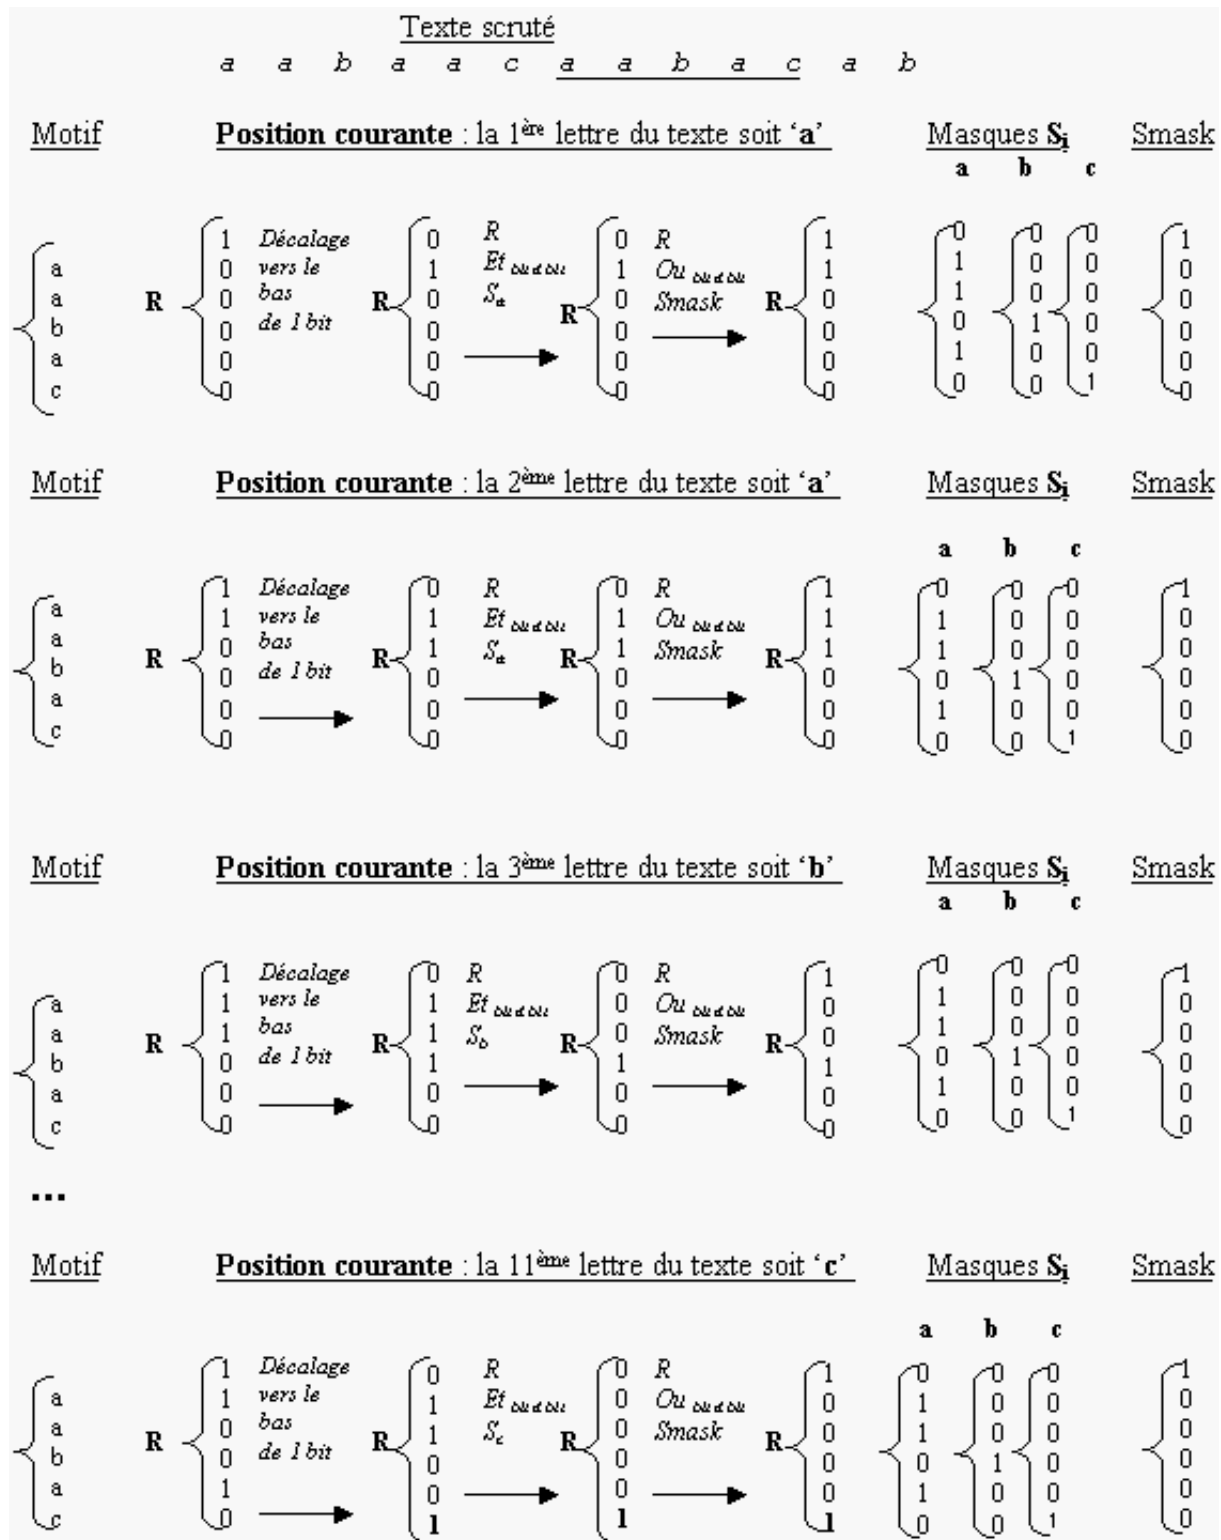 Texte scruté
a a b a a c a a b a c a b
Motif Position courante : la 1ère lettre du texte soit ‘a’ Masques Si Smask
a b c
1 Décalage 0 R 0 R 1 0 0 0 1
a 0 vers le 1 Et 1 Ou 1 1 0 0 0
a R 0 bas R 0 Sa R 0 Smask R 0 1 0 0 0
b 0 de 1 bit 0 0 0 0 1 0 0
a 0 0 0 0 1 0 0 0
c 0 0 0 0 0 0 1 0
Motif Position courante : la 2ème lettre du texte soit ‘a’ Masques Si Smask
a b c
1 Décalage 0 R 0 R 1 0 0 0 1
a 1 vers le 1 Et 1 Ou 1 1 0 0 0
a 0 bas 1 Sa 1 Smask 1 1 0 0 0
b R 0 de 1 bit R 0 R 0 R 0 0 1 0 0
a 0 0 0 0 1 0 0 0
c 0 0 0 0 0 0 1 0
Motif Position courante : la 3ème lettre du texte soit ‘b’ Masques Si Smask
a b c
1 Décalage 0 R 0 R 1 0 0 0 1
a 1 vers le 1 Et 0 Ou 0 1 0 0 0
a 1 bas 1 Sb 0 Smask 0 1 0 0 0
b R 0 de 1 bit R 1 R 1 R 1 0 1 0 0
a 0 0 0 0 1 0 0 0
c 0 0 0 0 0 0 1 0
...
Motif Position courante : la 11ème lettre du texte soit ‘c’ Masques Si Smask
a b c
1 Décalage 0 R 0 R 1 0 0 0 1
a 1 vers le 1 Et 0 Ou 0 1 0 0 0
a 0 bas 1 Sc 0 Smask 0 1 0 0 0
b R 0 de 1 bit R 0 R 0 R 0 0 1 0 0
a 1 0 0 0 1 0 0 0
c 0 1 1 1 0 0 1 0